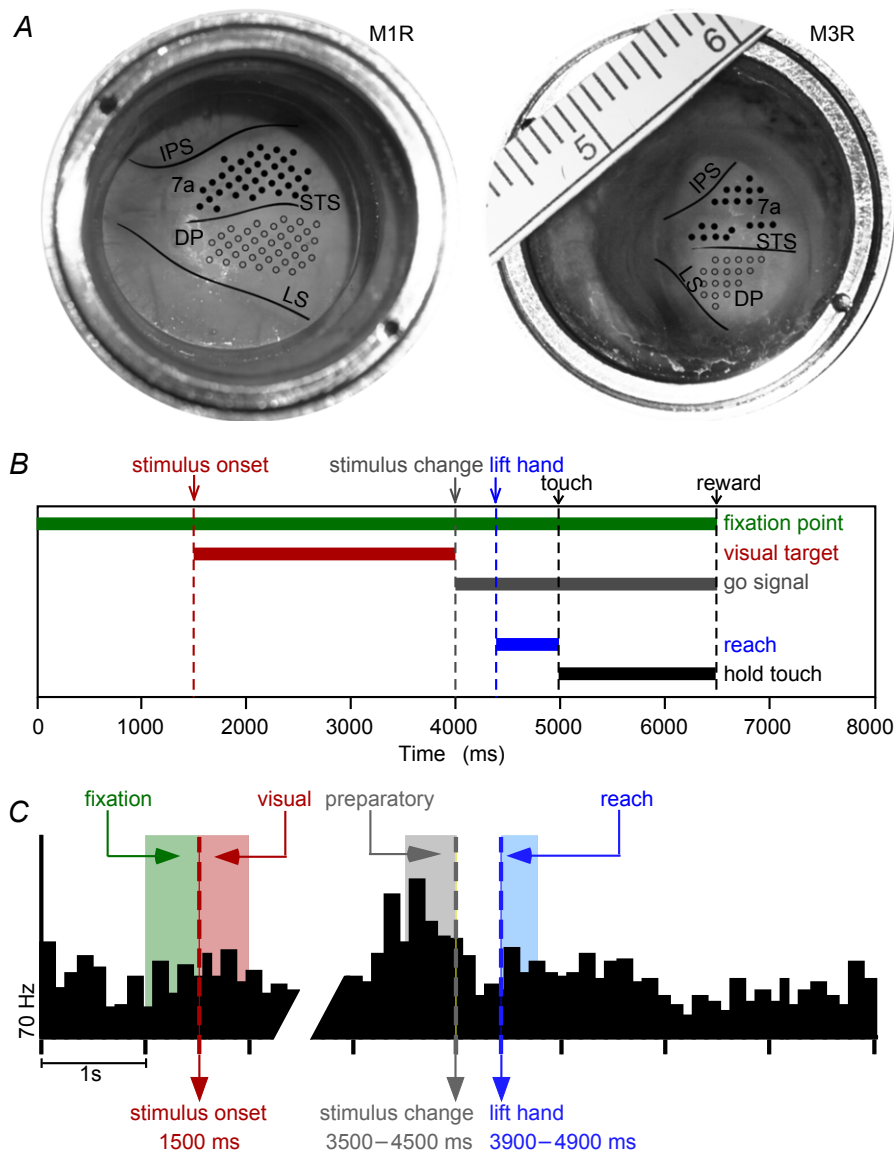 A
M1R
M3R
IPS
7a
STS
DP
LS
5
6
IPS
7a
STS
LS
DP
B
stimulus onset
stimulus change
lift hand
touch
reward
fixation point
visual target
go signal
reach
hold touch
0
1000
2000
3000
4000
5000
6000
7000
8000
Time (ms)
C
fixation
visual
preparatory
reach
70 Hz
1s
stimulus onset
1500 ms
stimulus change
3500–4500 ms
lift hand
3900–4900 ms